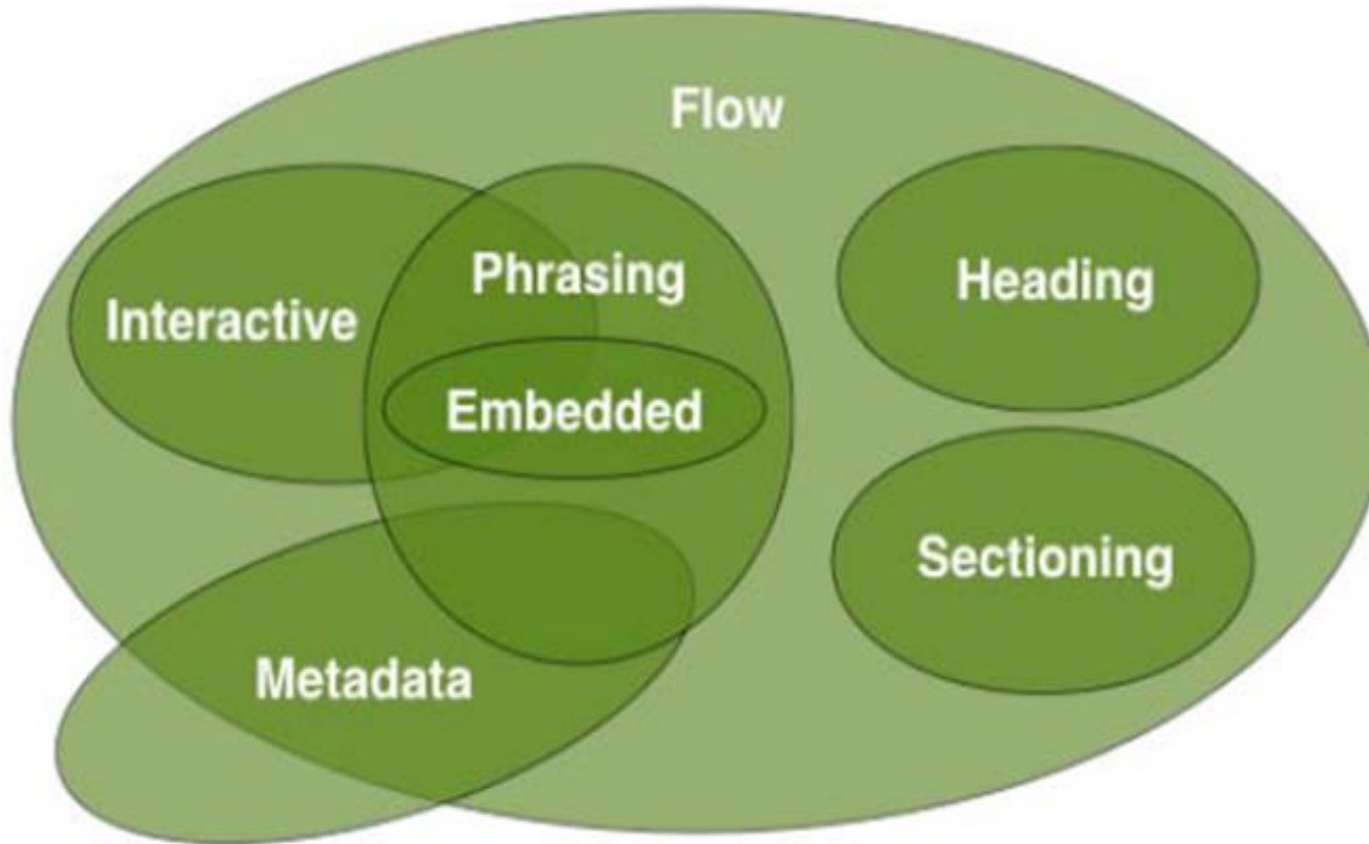 Flow
Phrasing
Heading
Interactive
Embedded
Sectioning
Metadata